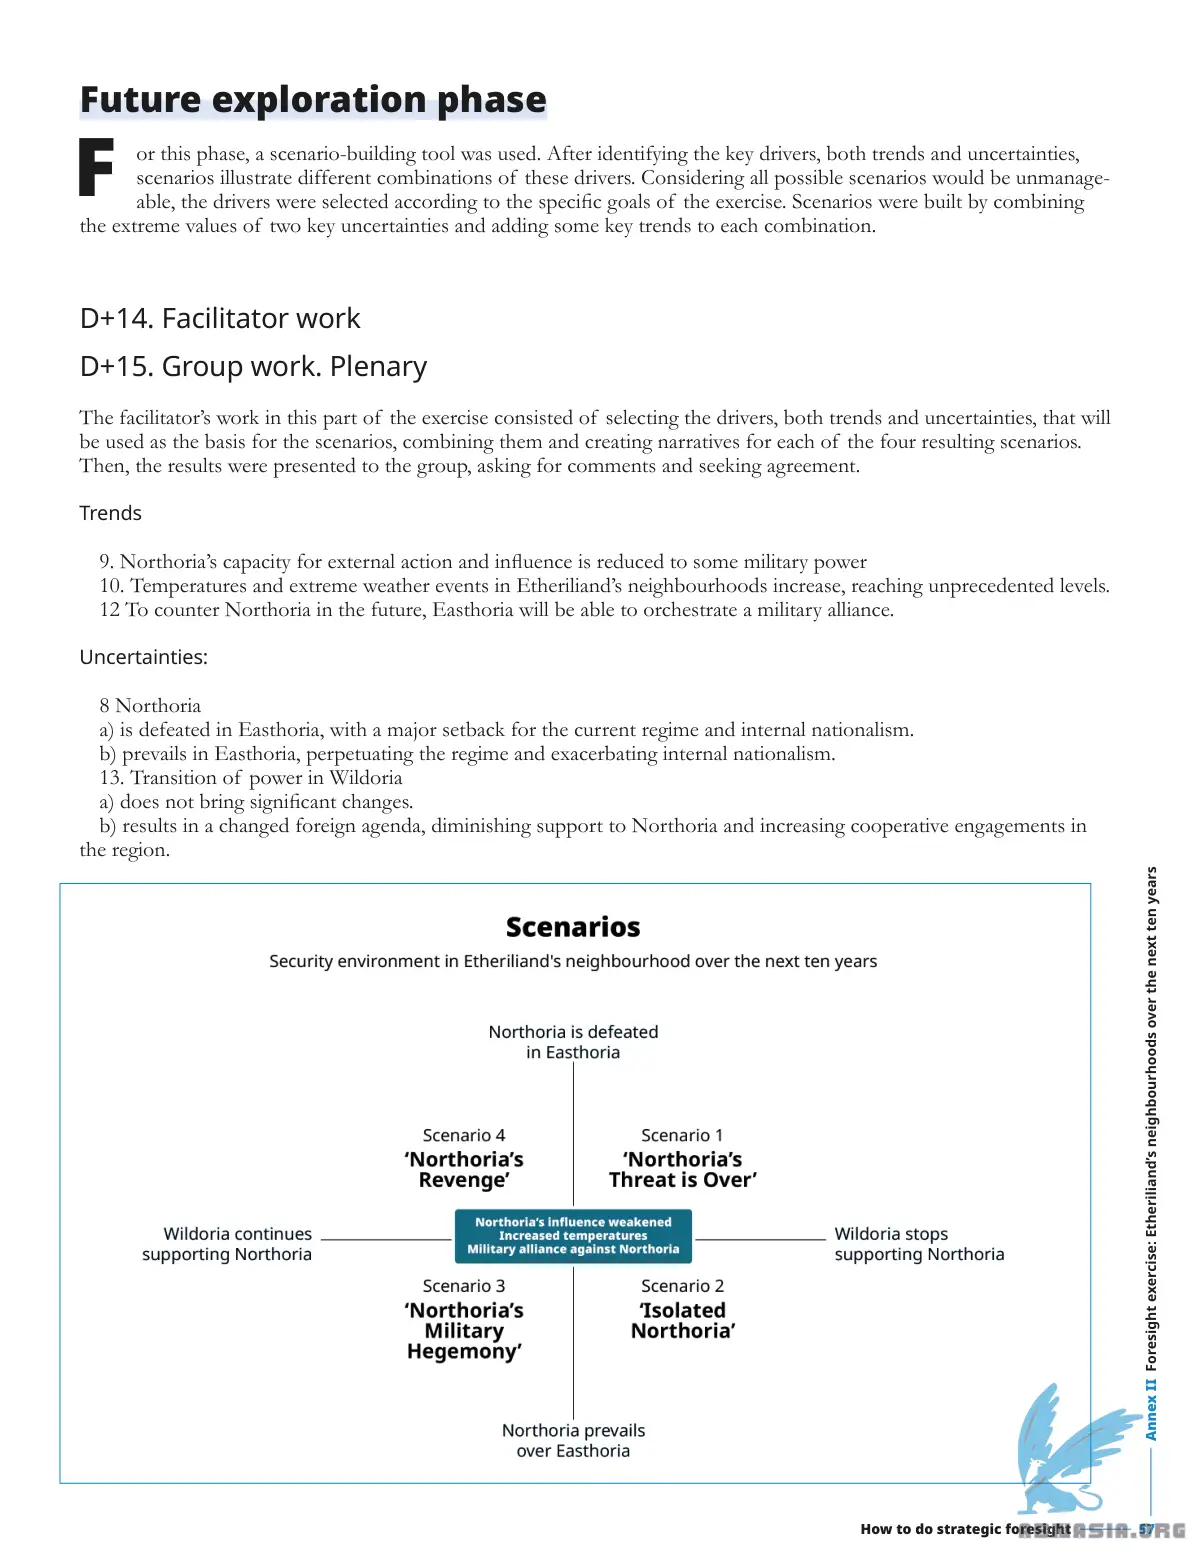 Future exploration phase
For this phase, a scenario-building tool was used. After identifying the key drivers, both trends and uncertainties,
scenarios illustrate different combinations of these drivers. Considering all possible scenarios would be unmanage-
able, the drivers were selected according to the specific goals of the exercise. Scenarios were built by combining
the extreme values of two key uncertainties and adding some key trends to each combination.
D+14. Facilitator work
D+15. Group work. Plenary
The facilitator’s work in this part of the exercise consisted of selecting the drivers, both trends and uncertainties, that will
be used as the basis for the scenarios, combining them and creating narratives for each of the four resulting scenarios.
Then, the results were presented to the group, asking for comments and seeking agreement.
Trends
9. Northoria’s capacity for external action and influence is reduced to some military power
10. Temperatures and extreme weather events in Etheriliand’s neighbourhoods increase, reaching unprecedented levels.
12 To counter Northoria in the future, Easthoria will be able to orchestrate a military alliance.
Uncertainties:
8 Northoria
a) is defeated in Easthoria, with a major setback for the current regime and internal nationalism.
b) prevails in Easthoria, perpetuating the regime and exacerbating internal nationalism.
13. Transition of power in Wildoria
a) does not bring significant changes.
b) results in a changed foreign agenda, diminishing support to Northoria and increasing cooperative engagements in
the region.
Scenarios
Security environment in Etheriliand's neighbourhood over the next ten years
Northoria is defeated
in Easthoria
Scenario 4
‘Northoria’s
Revenge’
Scenario 1
‘Northoria’s
Threat is Over’
Wildoria continues
supporting Northoria
Northoria’s influence weakened
Increased temperatures
Military alliance against Northoria
Wildoria stops
supporting Northoria
Scenario 3
‘Northoria’s
Military
Hegemony’
Scenario 2
‘Isolated
Northoria’
Northoria prevails
over Easthoria
Annex II Foresight exercise: Etheriliand’s neighbourhoods over the next ten years
How to do strategic foresight 57